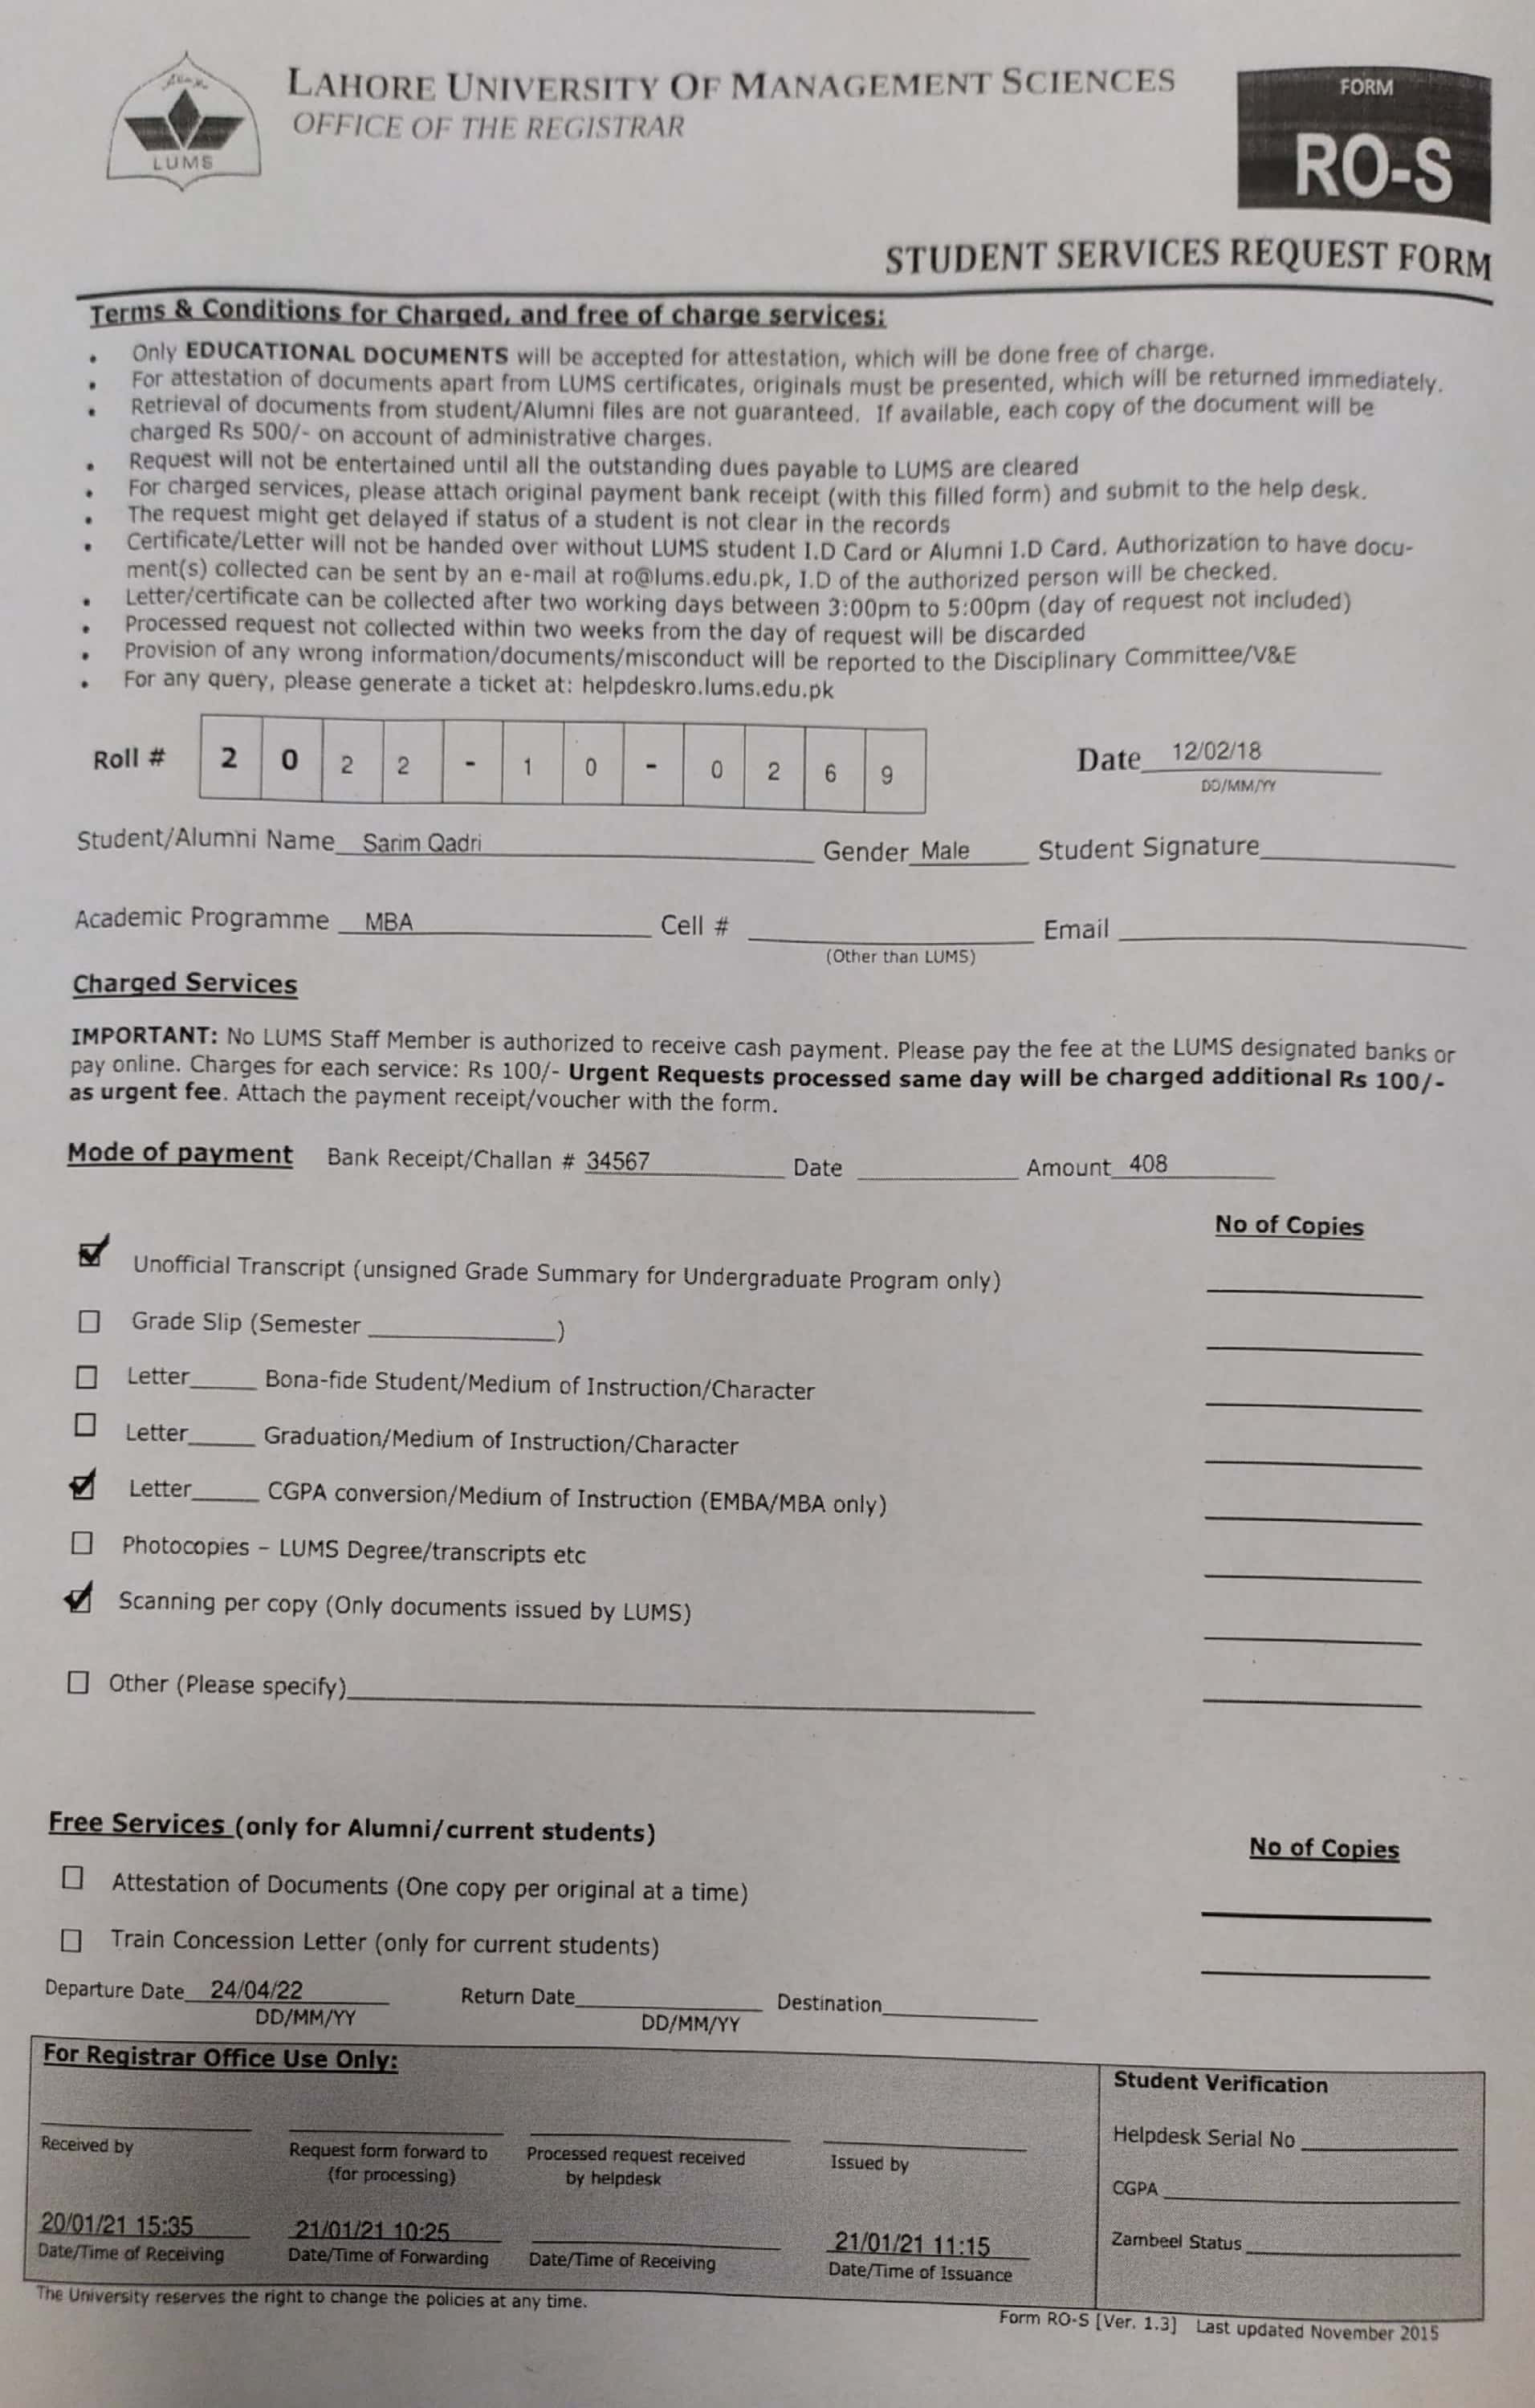 LUMS
LAHORE UNIVERSITY OF MANAGEMENT SCIENCES
OFFICE OF THE REGISTRAR
FORM
RO-S
STUDENT SERVICES REQUEST FORM
Terms & Conditions for Charged, and free of charge services:
• Only EDUCATIONAL DOCUMENTS will be accepted for attestation, which will be done free of charge.
• For attestation of documents apart from LUMS certificates, originals must be presented, which will be returned immediately.
• Retrieval of documents from student/Alumni files are not guaranteed. If available, each copy of the document will be
charged Rs 500/- on account of administrative charges.
• Request will not be entertained until all the outstanding dues payable to LUMS are cleared
• For charged services, please attach original payment bank receipt (with this filled form) and submit to the help desk.
• The request might get delayed if status of a student is not clear in the records
• Certificate/Letter will not be handed over without LUMS student I.D Card or Alumni I.D Card. Authorization to have docu-
ment(s) collected can be sent by an e-mail at ro@lums.edu.pk, I.D of the authorized person will be checked.
• Letter/certificate can be collected after two working days between 3:00pm to 5:00pm (day of request not included)
• Processed request not collected within two weeks from the day of request will be discarded
• Provision of any wrong information/documents/misconduct will be reported to the Disciplinary Committee/V&E
• For any query, please generate a ticket at: helpdeskro.lums.edu.pk
Roll # 2 0 2 2 - 1 0 - 0 2 6 9 Date 12/02/18
DD/MM/YY
Student/Alumni Name Sarim Qadri Gender Male Student Signature
Academic Programme MBA Cell # Email
(Other than LUMS)
Charged Services
IMPORTANT: No LUMS Staff Member is authorized to receive cash payment. Please pay the fee at the LUMS designated banks or
pay online. Charges for each service: Rs 100/- Urgent Requests processed same day will be charged additional Rs 100/-
as urgent fee. Attach the payment receipt/voucher with the form.
Mode of payment Bank Receipt/Challan # 34567 Date Amount 408
No of Copies
Unofficial Transcript (unsigned Grade Summary for Undergraduate Program only)
Grade Slip (Semester )
Letter Bona-fide Student/Medium of Instruction/Character
Letter Graduation/Medium of Instruction/Character
Letter CGPA conversion/Medium of Instruction (EMBA/MBA only)
Photocopies – LUMS Degree/transcripts etc
Scanning per copy (Only documents issued by LUMS)
Other (Please specify)
Free Services (only for Alumni/current students)
No of Copies
Attestation of Documents (One copy per original at a time)
Train Concession Letter (only for current students)
Departure Date 24/04/22 Return Date Destination
DD/MM/YY DD/MM/YY
For Registrar Office Use Only:
Received by Request form forward to Processed request received Issued by
(for processing) by helpdesk
20/01/21 15:35 21/01/21 10:25 21/01/21 11:15
Date/Time of Receiving Date/Time of Forwarding Date/Time of Receiving Date/Time of Issuance
Student Verification
Helpdesk Serial No
CGPA
Zambeel Status
The University reserves the right to change the policies at any time.
Form RO-S [Ver. 1.3] Last updated November 2015